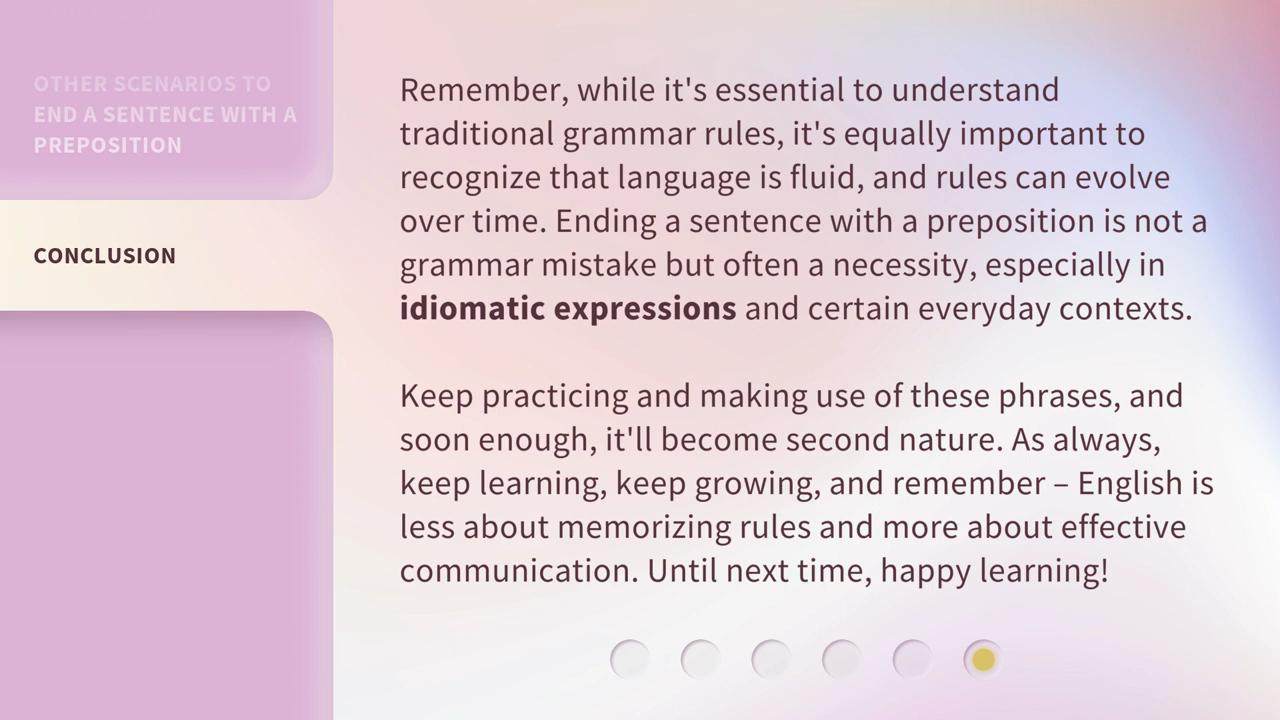 OTHER SCENARIOS TO
END A SENTENCE WITH A
PREPOSITION
CONCLUSION
Remember, while it's essential to understand
traditional grammar rules, it's equally important to
recognize that language is fluid, and rules can evolve
over time. Ending a sentence with a preposition is not a
grammar mistake but often a necessity, especially in
idiomatic expressions and certain everyday contexts.
Keep practicing and making use of these phrases, and
soon enough, it'll become second nature. As always,
keep learning, keep growing, and remember – English is
less about memorizing rules and more about effective
communication. Until next time, happy learning!